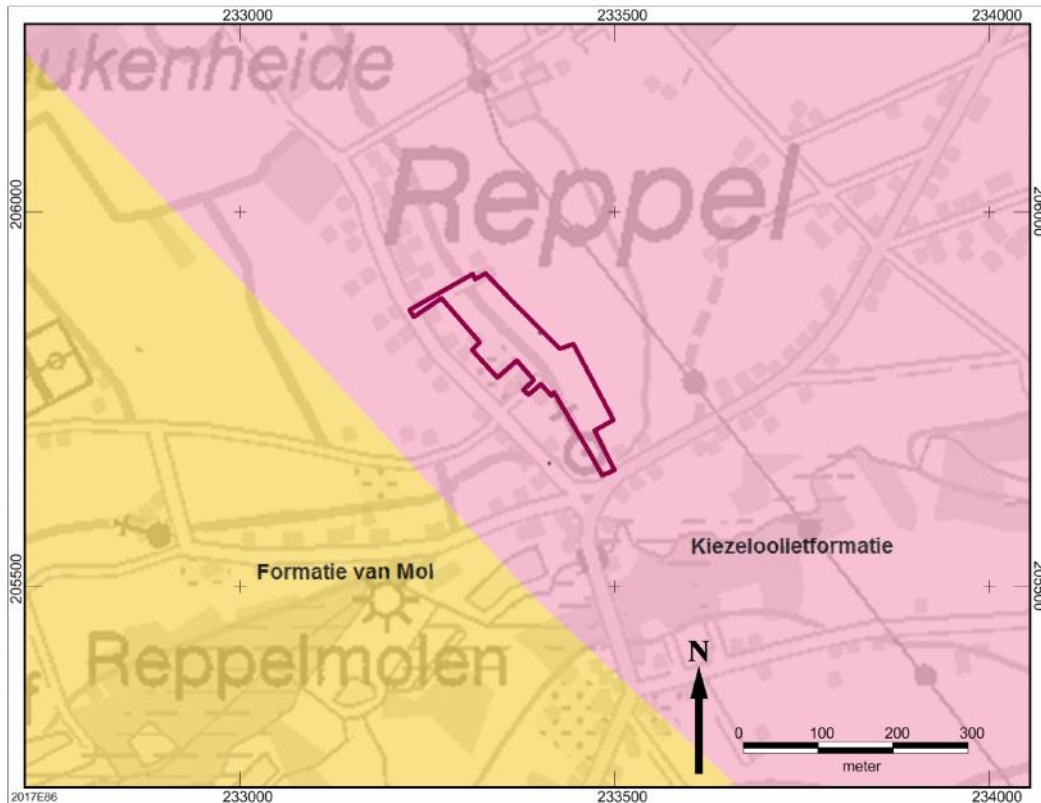 233000 233500 234000
ukenheide
Reppel
206000 206000
Kiezeloolietformatie
Formatie van Mol
205500 205500
Reppelmolen
f
N
0 100 200 300
meter
2017E86
233000 233500 234000